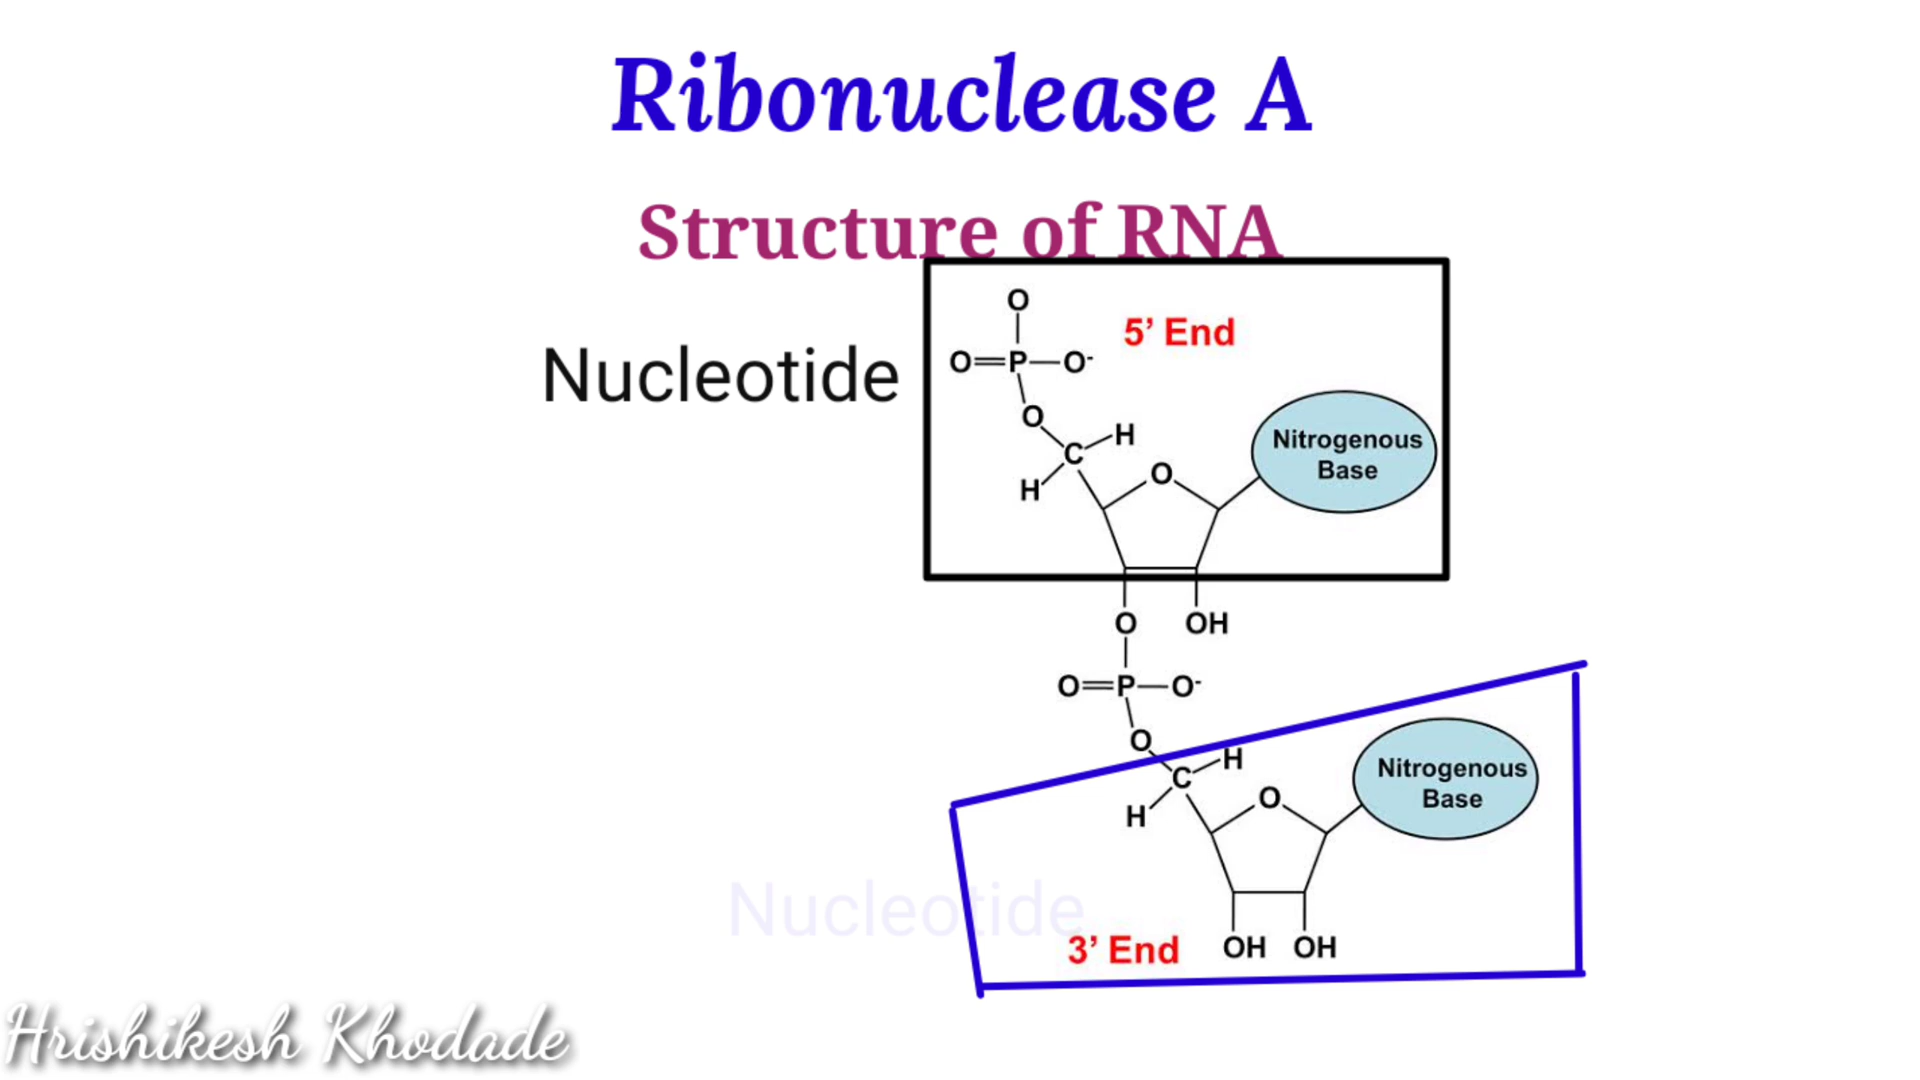 Ribonuclease A
Structure of RNA
O
5’ End
O=P—O-
Nucleotide
O
H
C
Nitrogenous
Base
O
H
O
OH
O=P—O-
O
H
C
Nitrogenous
Base
O
H
Nucleotide
3’ End
OH
OH
Hrishikesh Khodade